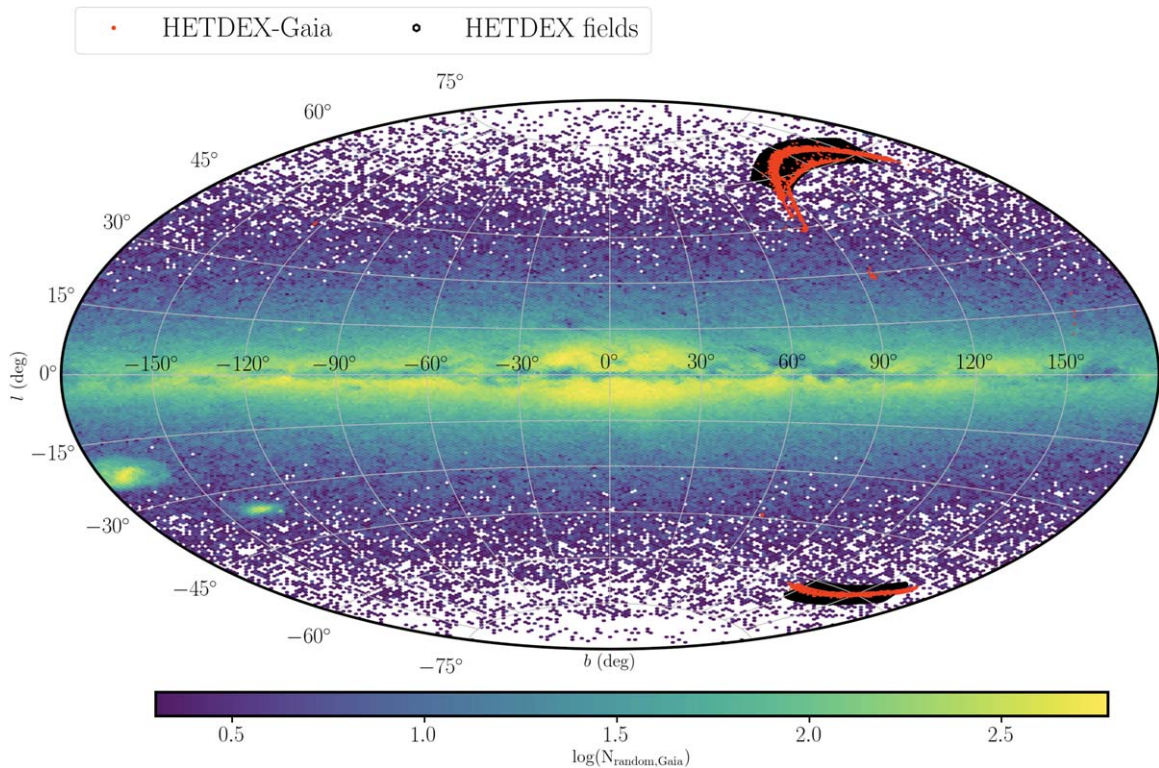 HETDEX-Gaia HETDEX fields
75°
60°
45°
30°
15°
−150° −120° −90° −60° −30° 0° 30° 60° 90° 120° 150°
0°
l (deg)
−15°
−30°
−45°
−60°
−75°
b (deg)
0.5 1.0 1.5 2.0 2.5
log(N_random,Gaia)